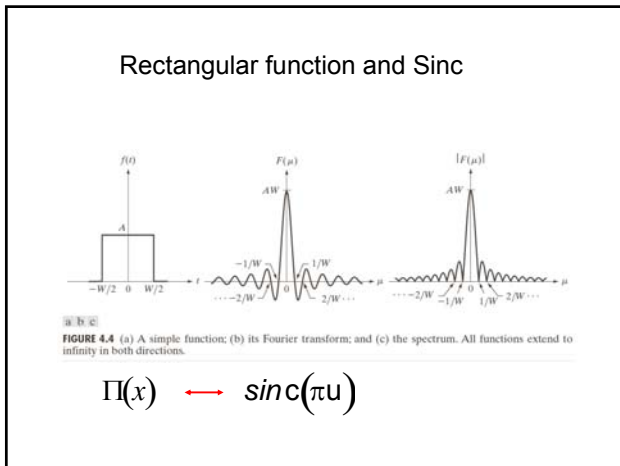 Rectangular function and Sinc
f(t)
F(μ)
|F(μ)|
AW
AW
A
−1/W
1/W
−W/2 0 W/2
t
0
μ
0
μ
····−2/W
2/W ···
····−2/W
−1/W
1/W
2/W ···
a b c
FIGURE 4.4 (a) A simple function; (b) its Fourier transform; and (c) the spectrum. All functions extend to
infinity in both directions.
Π(x) ⟷ sinc(πu)